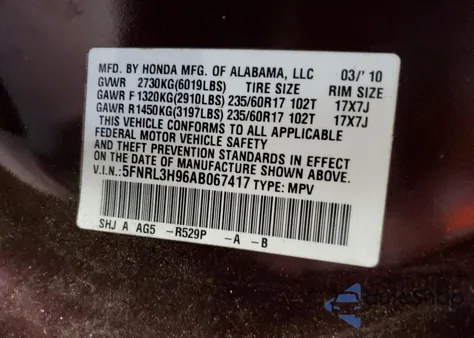 MFD. BY HONDA MFG. OF ALABAMA, LLC 03/'10
GVWR 2730KG(6019LBS) TIRE SIZE RIM SIZE
GAWR F 1320KG(2910LBS) 235/60R17 102T 17X7J
GAWR R 1450KG(3197LBS) 235/60R17 102T 17X7J
THIS VEHICLE CONFORMS TO ALL APPLICABLE
FEDERAL MOTOR VEHICLE SAFETY
AND THEFT PREVENTION STANDARDS IN EFFECT
ON THE DATE OF MANUFACTURE SHOWN ABOVE.
V.I.N.:5FNRL3H96AB067417 TYPE: MPV
SHJ A AG5 -R529P -A -B
AutoShop